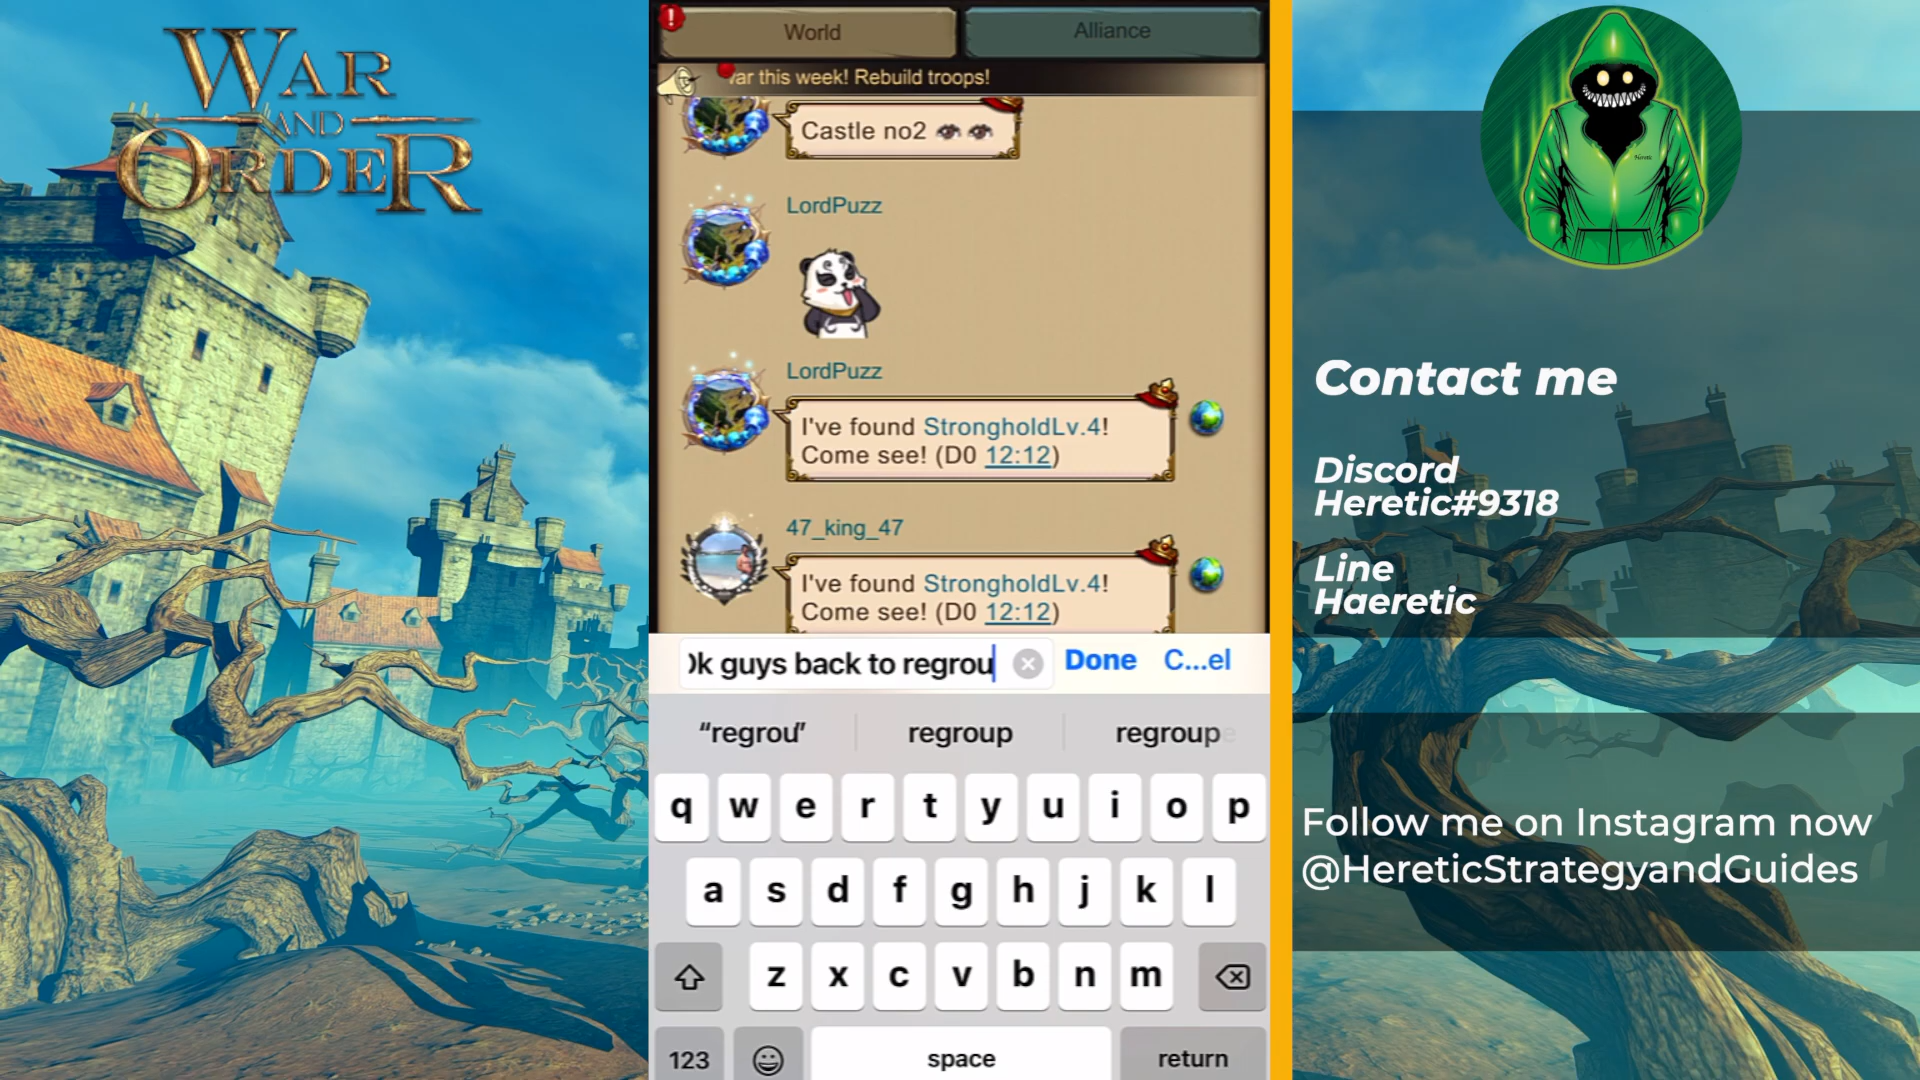 WAR
AND
ORDER
World
Alliance
ar this week! Rebuild troops!
Castle no2
LordPuzz
LordPuzz
I've found StrongholdLv.4!
Come see! (D0 12:12)
47_king_47
I've found StrongholdLv.4!
Come see! (D0 12:12)
k guys back to regrou
Done
C...el
"regrou"
regroup
regroupe
q w e r t y u i o p
a s d f g h j k l
z x c v b n m
123
space
return
Heretic
Contact me
Discord
Heretic#9318
Line
Haeretic
Follow me on Instagram now
@HereticStrategyandGuides